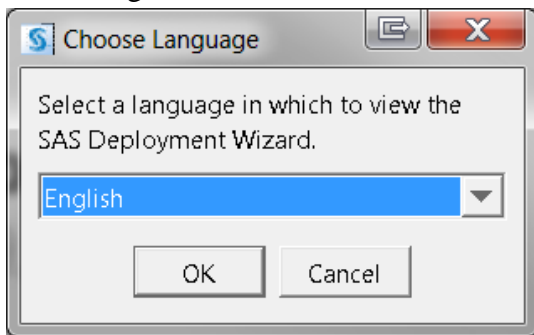 Choose Language
Select a language in which to view the
SAS Deployment Wizard.
English
OK Cancel